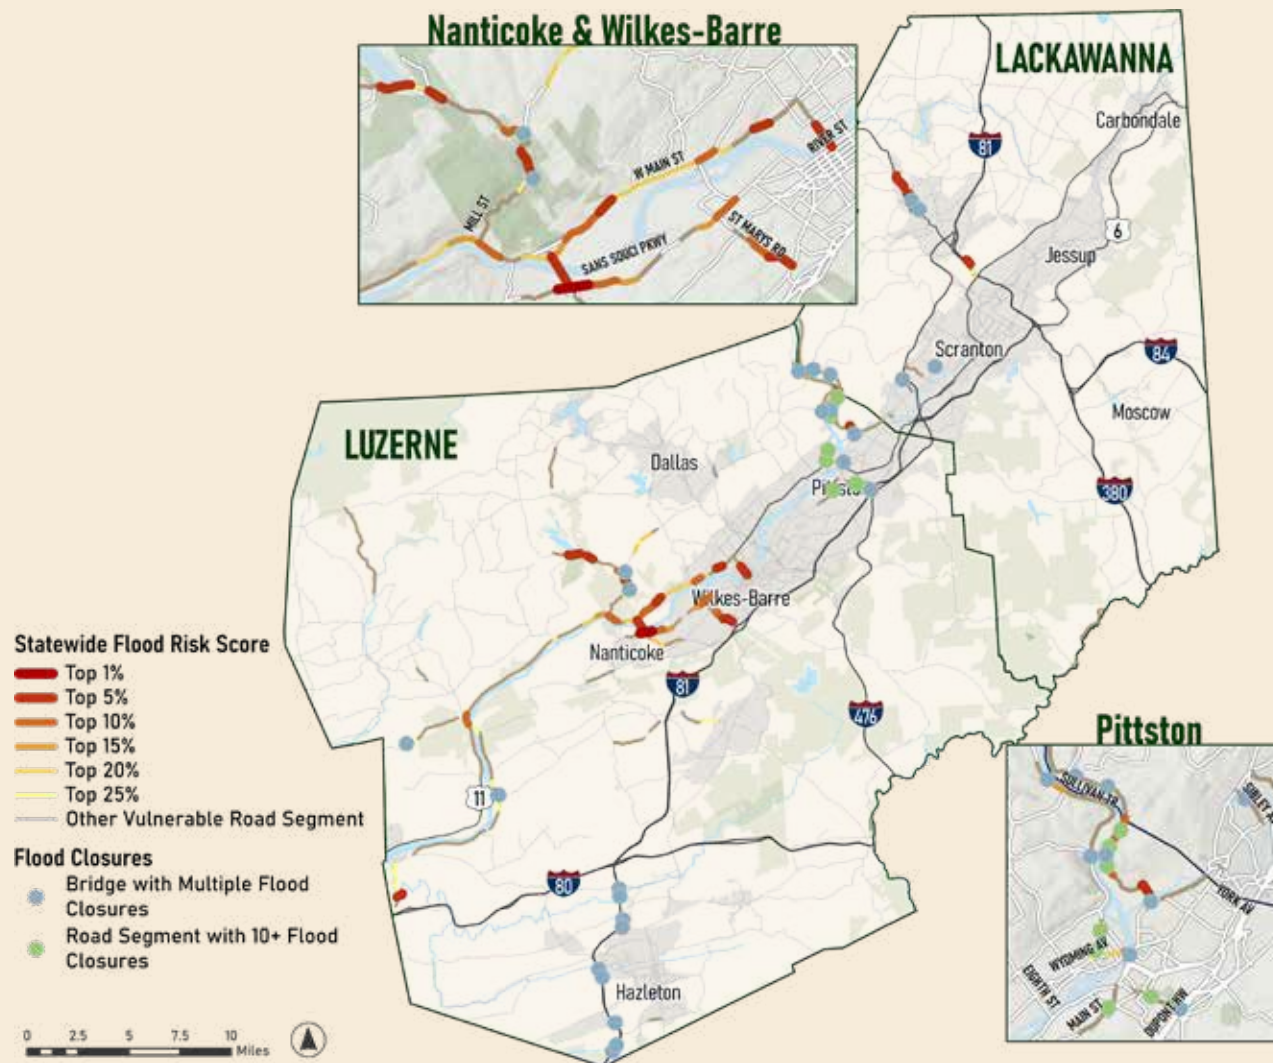 Nanticoke & Wilkes-Barre
W MAIN ST
RIVER ST
MILL ST
SANS SOUCI PKWY
ST MARYS RD
LACKAWANNA
Carbondale
81
6
Jessup
Scranton
84
Moscow
380
LUZERNE
Dallas
Wilkes-Barre
Nanticoke
81
476
11
80
Hazleton
Statewide Flood Risk Score
Top 1%
Top 5%
Top 10%
Top 15%
Top 20%
Top 25%
Other Vulnerable Road Segment
Flood Closures
Bridge with Multiple Flood
Closures
Road Segment with 10+ Flood
Closures
0 2.5 5 7.5 10
Miles
Pittston
SULLIVAN TR
YORK AV
WYOMING AV
EIGHTH ST
MAIN ST
DUPONT HW